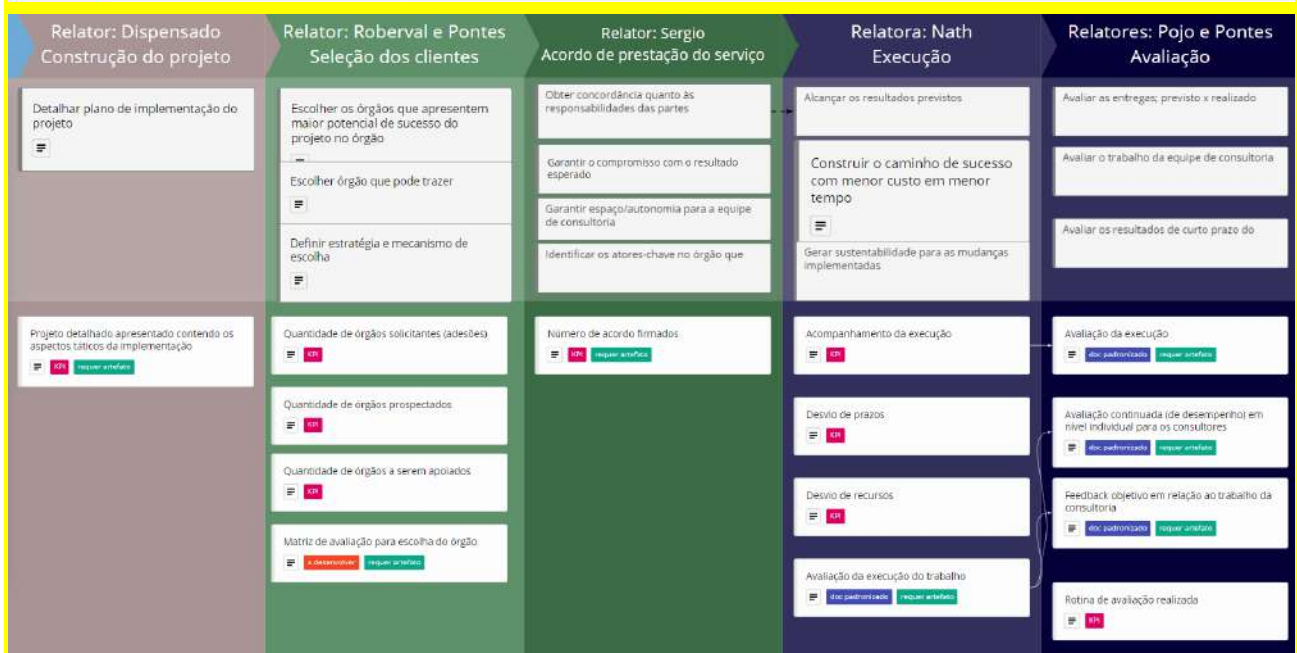 Relator: Dispensado
Construção do projeto
Relator: Roberval e Pontes
Seleção dos clientes
Relator: Sergio
Acordo de prestação do serviço
Relatora: Nath
Execução
Relatores: Pojo e Pontes
Avaliação
Detalhar plano de implementação do
projeto
Escolher os órgãos que apresentem
maior potencial de sucesso do
projeto no órgão
Escolher órgão que pode trazer
Definir estratégia e mecanismo de
escolha
Obter concordância quanto às
responsabilidades das partes
Garantir o compromisso com o resultado
esperado
Garantir espaço/autonomia para a equipe
de consultoria
Identificar os atores-chave no órgão que
Alcançar os resultados previstos
Construir o caminho de sucesso
com menor custo em menor
tempo
Gerar sustentabilidade para as mudanças
implementadas
Avaliar as entregas; previsto x realizado
Avaliar o trabalho da equipe de consultoria
Avaliar os resultados de curto prazo do
Projeto detalhado apresentado contendo os
aspectos táticos da implementação
KPI requer artefato
Quantidade de órgãos solicitantes (adesões)
KPI
Quantidade de órgãos prospectados
KPI
Quantidade de órgãos a serem apoiados
KPI
Matriz de avaliação para escolha do órgão
a desenvolver requer artefato
Número de acordo firmados
KPI requer artefato
Acompanhamento da execução
KPI
Desvio de prazos
KPI
Desvio de recursos
KPI
Avaliação da execução do trabalho
doc padronizado requer artefato
Avaliação da execução
doc padronizado requer artefato
Avaliação continuada (de desempenho) em
nível individual para os consultores
doc padronizado requer artefato
Feedback objetivo em relação ao trabalho da
consultoria
doc padronizado requer artefato
Rotina de avaliação realizada
KPI